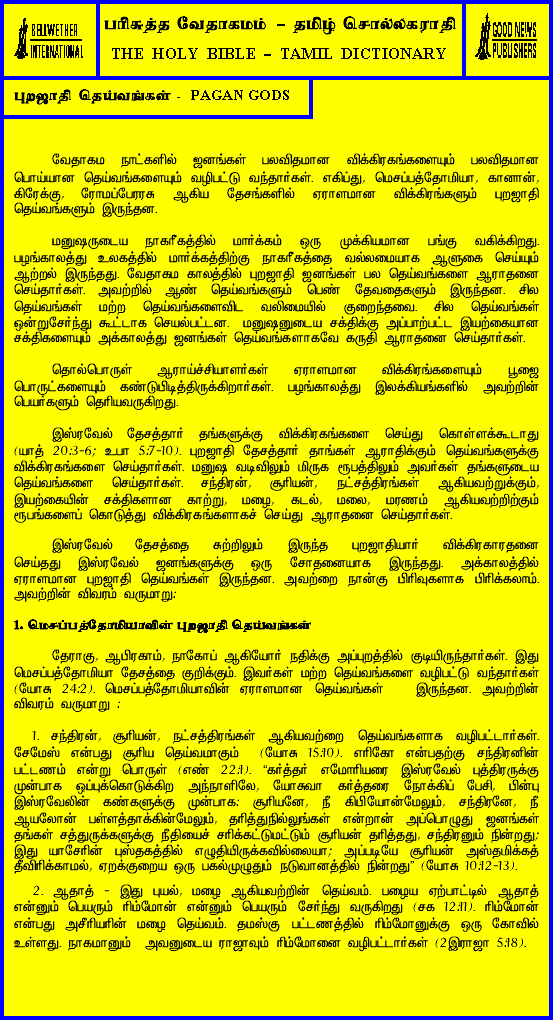 BELLWETHER
INTERNATIONAL
பரிசுத்த வேதாகமம் – தமிழ் சொல்லகராதி
THE HOLY BIBLE – TAMIL DICTIONARY
GOOD NEWS
PUBLISHERS
புறஜாதி தெய்வங்கள் - PAGAN GODS
வேதாகம நாட்களில் ஜனங்கள் பலவிதமான விக்கிரகங்களையும் பலவிதமான
பொய்யான தெய்வங்களையும் வழிபட்டு வந்தார்கள். எகிப்து, மெசப்பத்தோமியா, கானான்,
கிரேக்கு, ரோமப்பேரரசு ஆகிய தேசங்களில் ஏராளமான விக்கிரங்களும் புறஜாதி
தெய்வங்களும் இருந்தன.
மனுஷருடைய நாகரீகத்தில் மார்க்கம் ஒரு முக்கியமான பங்கு வகிக்கிறது.
பழங்காலத்து உலகத்தில் மார்க்கத்திற்கு நாகரீகத்தை வல்லமையாக ஆளுகை செய்யும்
ஆற்றல் இருந்தது. வேதாகம காலத்தில் புறஜாதி ஜனங்கள் பல தெய்வங்களை ஆராதனை
செய்தார்கள். அவற்றில் ஆண் தெய்வங்களும் பெண் தேவதைகளும் இருந்தன. சில
தெய்வங்கள் மற்ற தெய்வங்களைவிட வலிமையில் குறைந்தவை. சில தெய்வங்கள்
ஒன்றுசேர்ந்து கூட்டாக செயல்பட்டன. மனுஷனுடைய சக்திக்கு அப்பாற்பட்ட இயற்கையான
சக்திகளையும் அக்காலத்து ஜனங்கள் தெய்வங்களாகவே கருதி ஆராதனை செய்தார்கள்.
தொல்பொருள் ஆராய்ச்சியாளர்கள் ஏராளமான விக்கிரகங்களையும் பூஜை
பொருட்களையும் கண்டுபிடித்திருக்கிறார்கள். பழங்காலத்து இலக்கியங்களில் அவற்றின்
பெயர்களும் தெரியவருகிறது.
இஸ்ரவேல் தேசத்தார் தங்களுக்கு விக்கிரகங்களை செய்து கொள்ளக்கூடாது
(யாத் 20:3-6; உபா 5:7-10). புறஜாதி தேசத்தார் தாங்கள் ஆராதிக்கும் தெய்வங்களுக்கு
விக்கிரகங்களை செய்தார்கள். மனுஷ வடிவிலும் மிருக ரூபத்திலும் அவர்கள் தங்களுடைய
தெய்வங்களை செய்தார்கள். சந்திரன், சூரியன், நட்சத்திரங்கள் ஆகியவற்றுக்கும்,
இயற்கையின் சக்திகளான காற்று, மழை, கடல், மலை, மரணம் ஆகியவற்றிற்கும்
ரூபங்களைப் கொடுத்து விக்கிரகங்களாகச் செய்து ஆராதனை செய்தார்கள்.
இஸ்ரவேல் தேசத்தை சுற்றிலும் இருந்த புறஜாதியார் விக்கிரகாரதனை
செய்தது இஸ்ரவேல் ஜனங்களுக்கு ஒரு சோதனையாக இருந்தது. அக்காலத்தில்
ஏராளமான புறஜாதி தெய்வங்கள் இருந்தன. அவற்றை நான்கு பிரிவுகளாக பிரிக்கலாம்.
அவற்றின் விவரம் வருமாறு:
1. மெசப்பத்தோமியாவின் புறஜாதி தெய்வங்கள்
தேராகு, ஆபிரகாம், நாகோப் ஆகியோர் நதிக்கு அப்புறத்தில் குடியிருந்தார்கள். இது
மெசப்பத்தோமியா தேசத்தை குறிக்கும். இவர்கள் மற்ற தெய்வங்களை வழிபட்டு வந்தார்கள்
(யோசு 24:2). மெசப்பத்தோமியாவின் ஏராளமான தெய்வங்கள் இருந்தன. அவற்றின்
விவரம் வருமாறு :
1. சந்திரன், சூரியன், நட்சத்திரங்கள் ஆகியவற்றை தெய்வங்களாக வழிபட்டார்கள்.
சேமேஸ் என்பது சூரிய தெய்வமாகும் (யோசு 15:10). எரிகோ என்பதற்கு சந்திரனின்
பட்டணம் என்று பொருள் (எண் 22:1). "கர்த்தர் எமோரியரை இஸ்ரவேல் புத்திரருக்கு
முன்பாக ஒப்புக்கொடுக்கிற அந்நாளிலே, யோசுவா கர்த்தரை நோக்கிப் பேசி, பின்பு
இஸ்ரவேலின் கண்களுக்கு முன்பாக: சூரியனே, நீ கிபியோன்மேலும், சந்திரனே, நீ
ஆயலோன் பள்ளத்தாக்கின்மேலும், தரித்துநில்லுங்கள் என்றான் அப்பொழுது ஜனங்கள்
தங்கள் சத்துருக்களுக்கு நீதியைச் சரிக்கட்டுமட்டும் சூரியன் தரித்தது, சந்திரனும் நின்றது;
இது யாசேரின் புஸ்தகத்தில் எழுதியிருக்கவில்லையா; அப்படியே சூரியன் அஸ்தமிக்கத்
தீவிரிக்காமல், ஏறக்குறைய ஒரு பகல்முழுதும் நடுவானத்தில் நின்றது" (யோசு 10:12-13).
2. ஆதாத் - இது புயல், மழை ஆகியவற்றின் தெய்வம். பழைய ஏற்பாட்டில் ஆதாத்
என்னும் பெயரும் ரிம்மோன் என்னும் பெயரும் சேர்ந்து வருகிறது (சக 12:11). ரிம்மோன்
என்பது அசீரியரின் மழை தெய்வம். தமஸ்கு பட்டணத்தில் ரிம்மோனுக்கு ஒரு கோவில்
உள்ளது. நாகமானும் அவனுடைய ராஜாவும் ரிம்மோனை வழிபட்டார்கள் (2இராஜா 5:18).